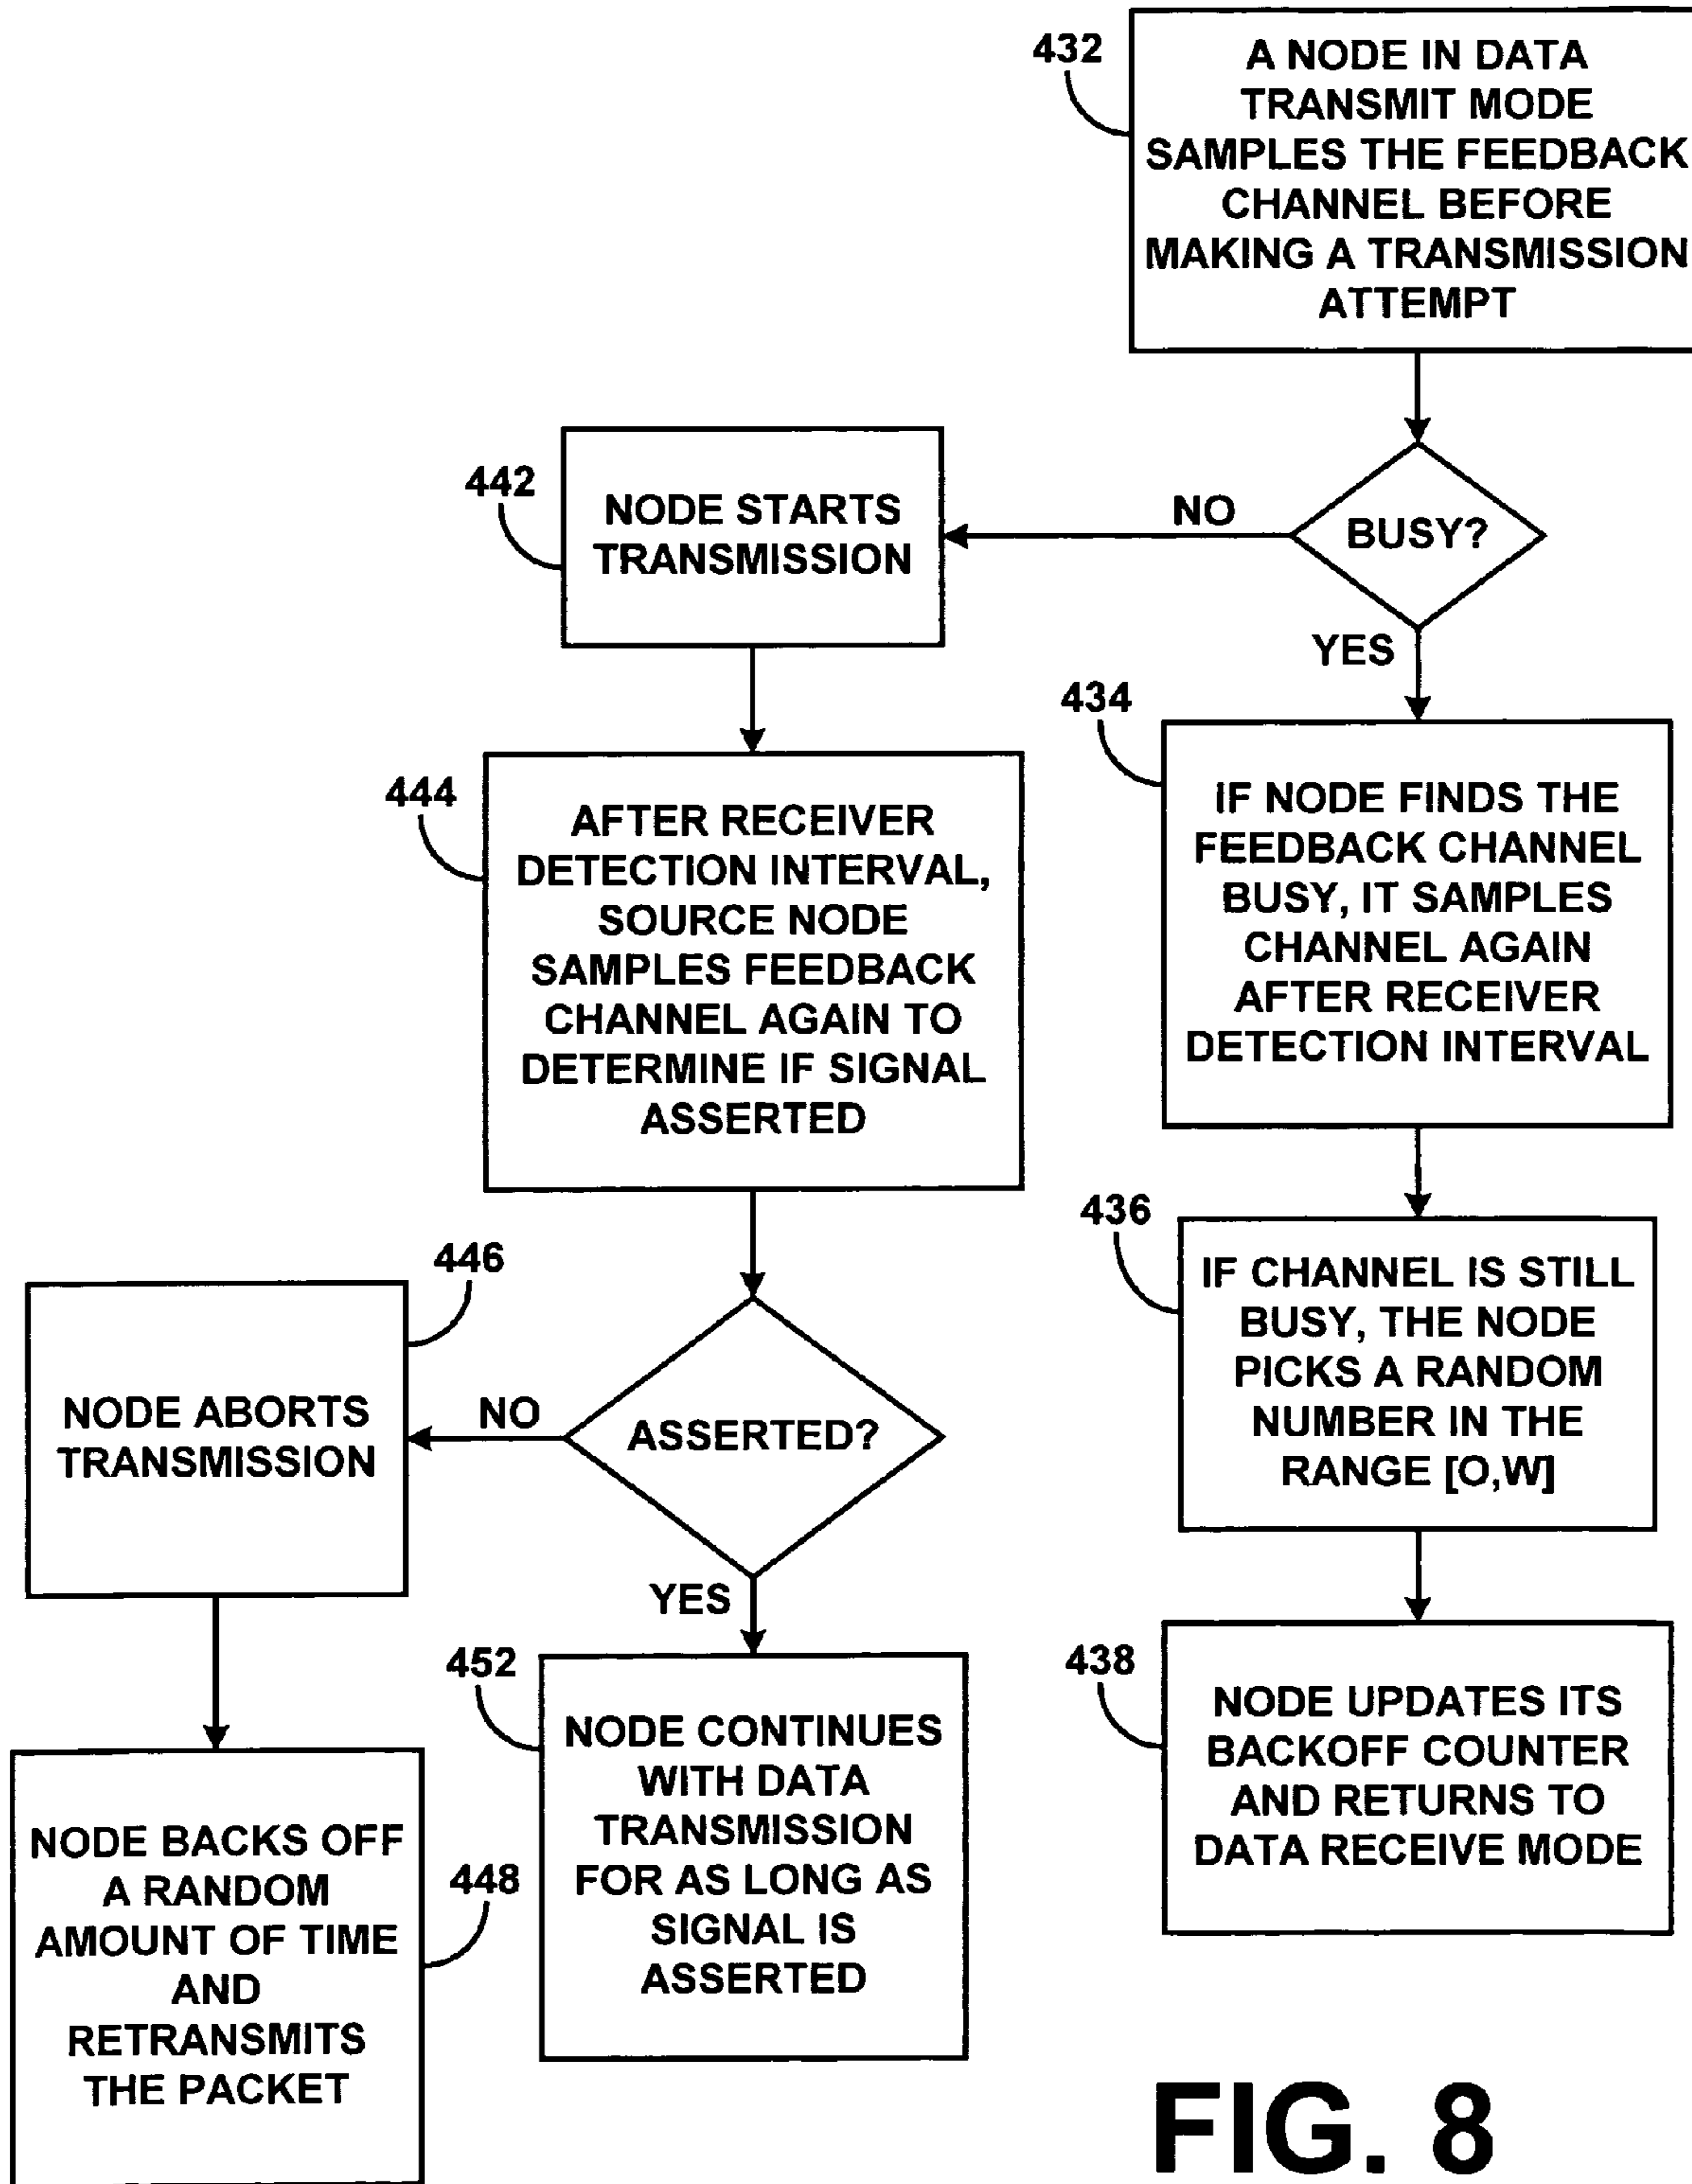 432
A NODE IN DATA
TRANSMIT MODE
SAMPLES THE FEEDBACK
CHANNEL BEFORE
MAKING A TRANSMISSION
ATTEMPT
BUSY?
NO
YES
442
NODE STARTS
TRANSMISSION
434
IF NODE FINDS THE
FEEDBACK CHANNEL
BUSY, IT SAMPLES
CHANNEL AGAIN
AFTER RECEIVER
DETECTION INTERVAL
444
AFTER RECEIVER
DETECTION INTERVAL,
SOURCE NODE
SAMPLES FEEDBACK
CHANNEL AGAIN TO
DETERMINE IF SIGNAL
ASSERTED
436
IF CHANNEL IS STILL
BUSY, THE NODE
PICKS A RANDOM
NUMBER IN THE
RANGE [O,W]
446
NODE ABORTS
TRANSMISSION
NO
ASSERTED?
YES
452
NODE CONTINUES
WITH DATA
TRANSMISSION
FOR AS LONG AS
SIGNAL IS
ASSERTED
438
NODE UPDATES ITS
BACKOFF COUNTER
AND RETURNS TO
DATA RECEIVE MODE
NODE BACKS OFF
A RANDOM
AMOUNT OF TIME
AND
RETRANSMITS
THE PACKET
448
FIG. 8